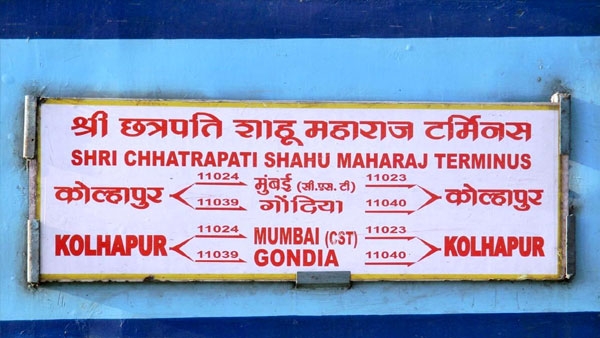 श्री छत्रपति शाहू महाराज टर्मिनस
SHRI CHHATRAPATI SHAHU MAHARAJ TERMINUS
कोल्हापुर 11024 मुंबई (सी.एस.टी) 11023 कोल्हापुर
11039 गोंदिया 11040
KOLHAPUR 11024 MUMBAI (CST) 11023 KOLHAPUR
11039 GONDIA 11040